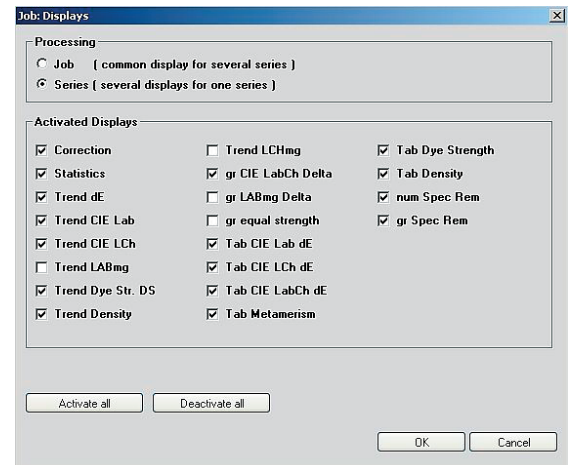 Job: Displays
Processing
Job ( common display for several series )
Series ( several displays for one series )
Activated Displays
Correction
Statistics
Trend dE
Trend CIE Lab
Trend CIE LCh
Trend LABmg
Trend Dye Str. DS
Trend Density
Trend LCHmg
gr CIE LabCh Delta
gr LABmg Delta
gr equal strength
Tab CIE Lab dE
Tab CIE LCh dE
Tab CIE LabCh dE
Tab Metamerism
Tab Dye Strength
Tab Density
num Spec Rem
gr Spec Rem
Activate all
Deactivate all
OK
Cancel